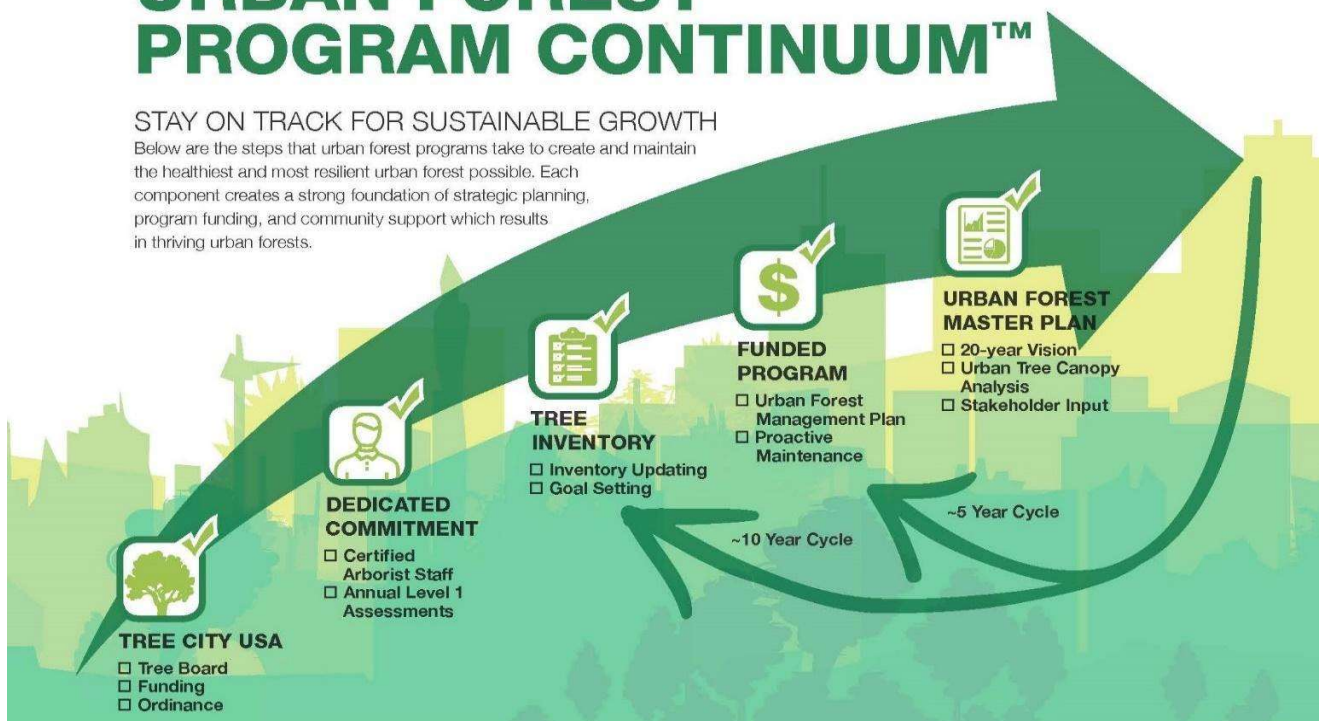 URBAN FOREST
PROGRAM CONTINUUM™
STAY ON TRACK FOR SUSTAINABLE GROWTH
Below are the steps that urban forest programs take to create and maintain
the healthiest and most resilient urban forest possible. Each
component creates a strong foundation of strategic planning,
program funding, and community support which results
in thriving urban forests.
TREE CITY USA
☐ Tree Board
☐ Funding
☐ Ordinance
DEDICATED
COMMITMENT
☐ Certified
Arborist Staff
☐ Annual Level 1
Assessments
TREE
INVENTORY
☐ Inventory Updating
☐ Goal Setting
$
FUNDED
PROGRAM
☐ Urban Forest
Management Plan
☐ Proactive
Maintenance
URBAN FOREST
MASTER PLAN
☐ 20-year Vision
☐ Urban Tree Canopy
Analysis
☐ Stakeholder Input
~10 Year Cycle
~5 Year Cycle